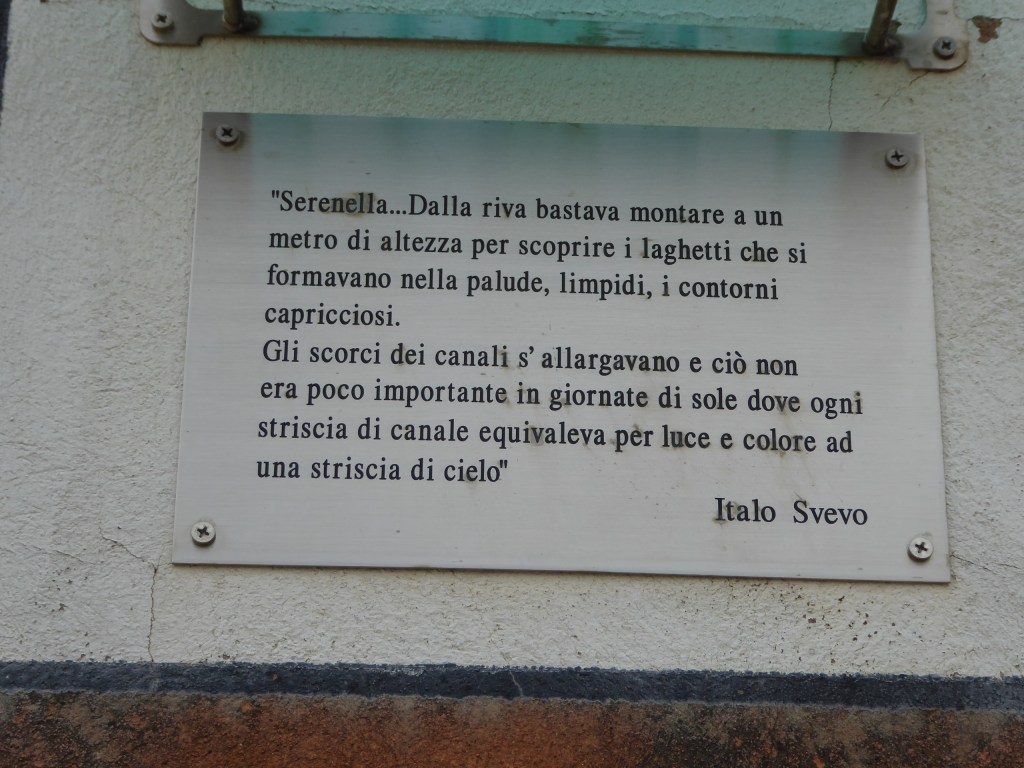 "Serenella...Dalla riva bastava montare a un
metro di altezza per scoprire i laghetti che si
formavano nella palude, limpidi, i contorni
capricciosi.
Gli scorci dei canali s' allargavano e ciò non
era poco importante in giornate di sole dove ogni
striscia di canale equivaleva per luce e colore ad
una striscia di cielo"
Italo Svevo